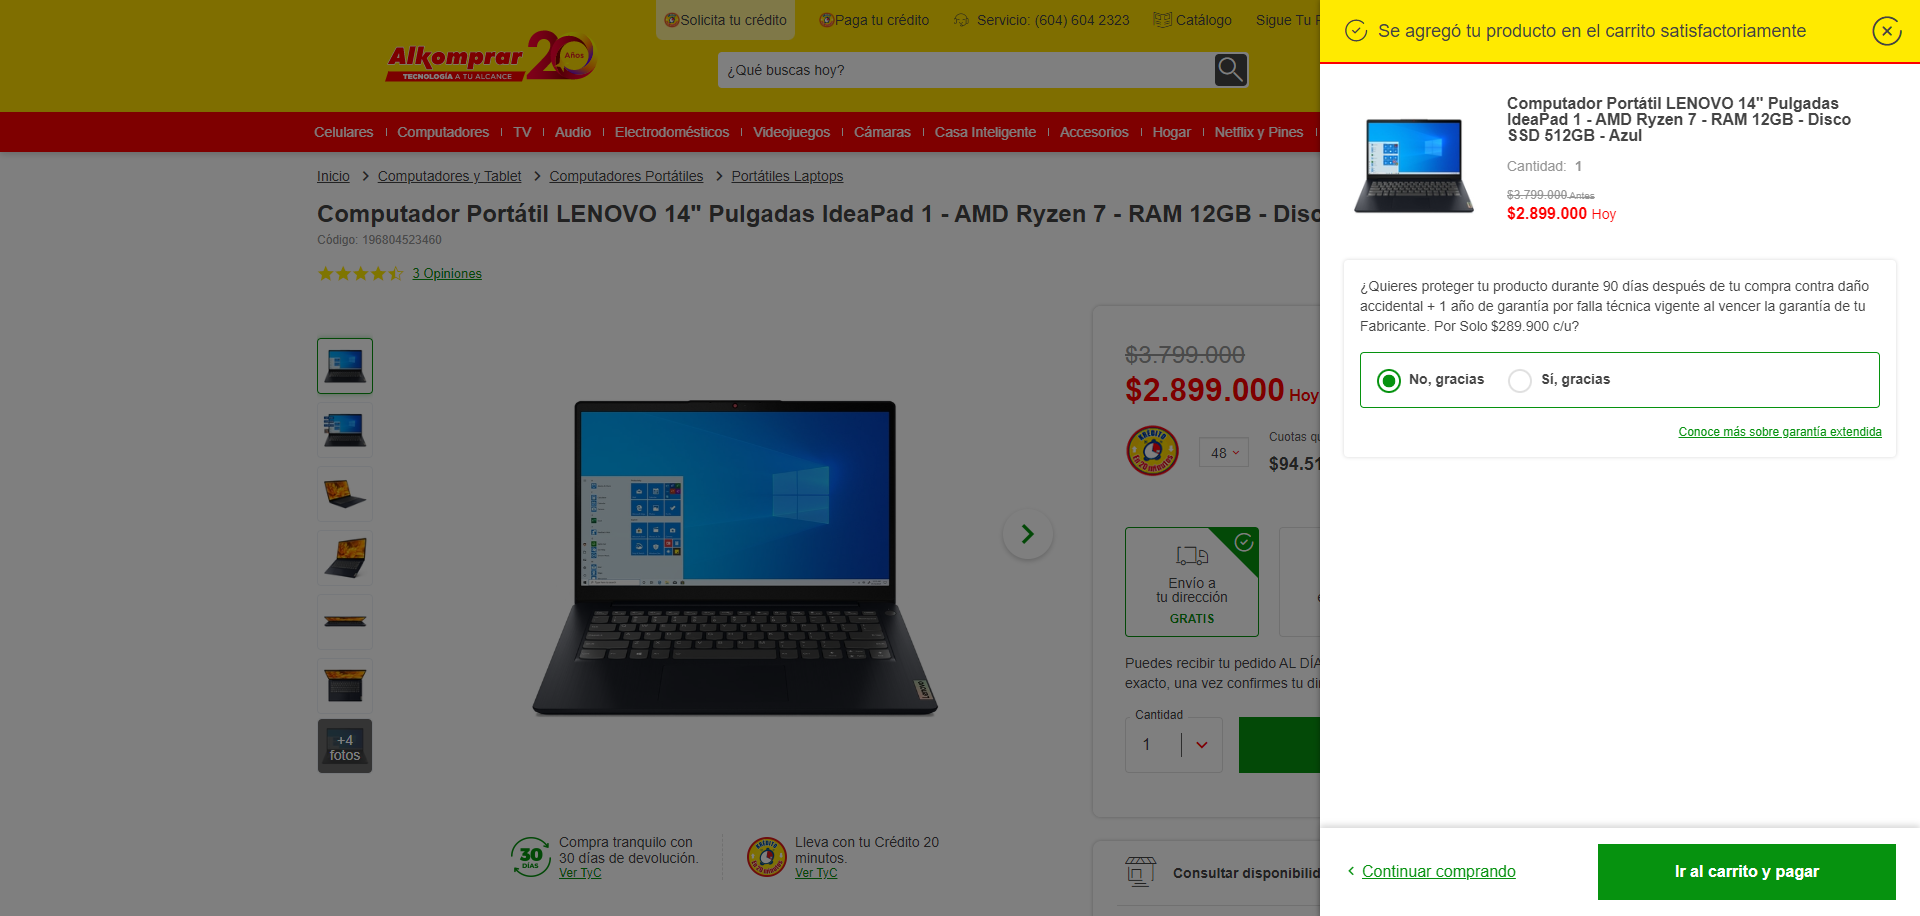 Solicita tu crédito
Paga tu crédito
Servicio: (604) 604 2323
Catálogo
Sigue Tu
Alkomprar 20 Años
TECNOLOGÍA A TU ALCANCE
¿Qué buscas hoy?
Celulares
Computadores
TV
Audio
Electrodomésticos
Videojuegos
Cámaras
Casa Inteligente
Accesorios
Hogar
Netflix y Pines
Inicio > Computadores y Tablet > Computadores Portátiles > Portátiles Laptops
Computador Portátil LENOVO 14" Pulgadas IdeaPad 1 - AMD Ryzen 7 - RAM 12GB - Disc
Código: 196804523460
3 Opiniones
+4
fotos
$3.799.000
$2.899.000 Hoy
CRÉDITO
En 20 minutos
48
Cuotas
$94.51
Envío a
tu dirección
GRATIS
Puedes recibir tu pedido AL DÍA
exacto, una vez confirmes tu
Cantidad
1
30
DÍAS
Compra tranquilo con
30 días de devolución.
Ver TyC
Lleva con tu Crédito 20
minutos.
Ver TyC
Consultar disponibilid
Se agregó tu producto en el carrito satisfactoriamente
Computador Portátil LENOVO 14" Pulgadas
IdeaPad 1 - AMD Ryzen 7 - RAM 12GB - Disco
SSD 512GB - Azul
Cantidad: 1
$3.799.000 Antes
$2.899.000 Hoy
¿Quieres proteger tu producto durante 90 días después de tu compra contra daño
accidental + 1 año de garantía por falla técnica vigente al vencer la garantía de tu
Fabricante. Por Solo $289.900 c/u?
No, gracias
Sí, gracias
Conoce más sobre garantía extendida
Continuar comprando
Ir al carrito y pagar